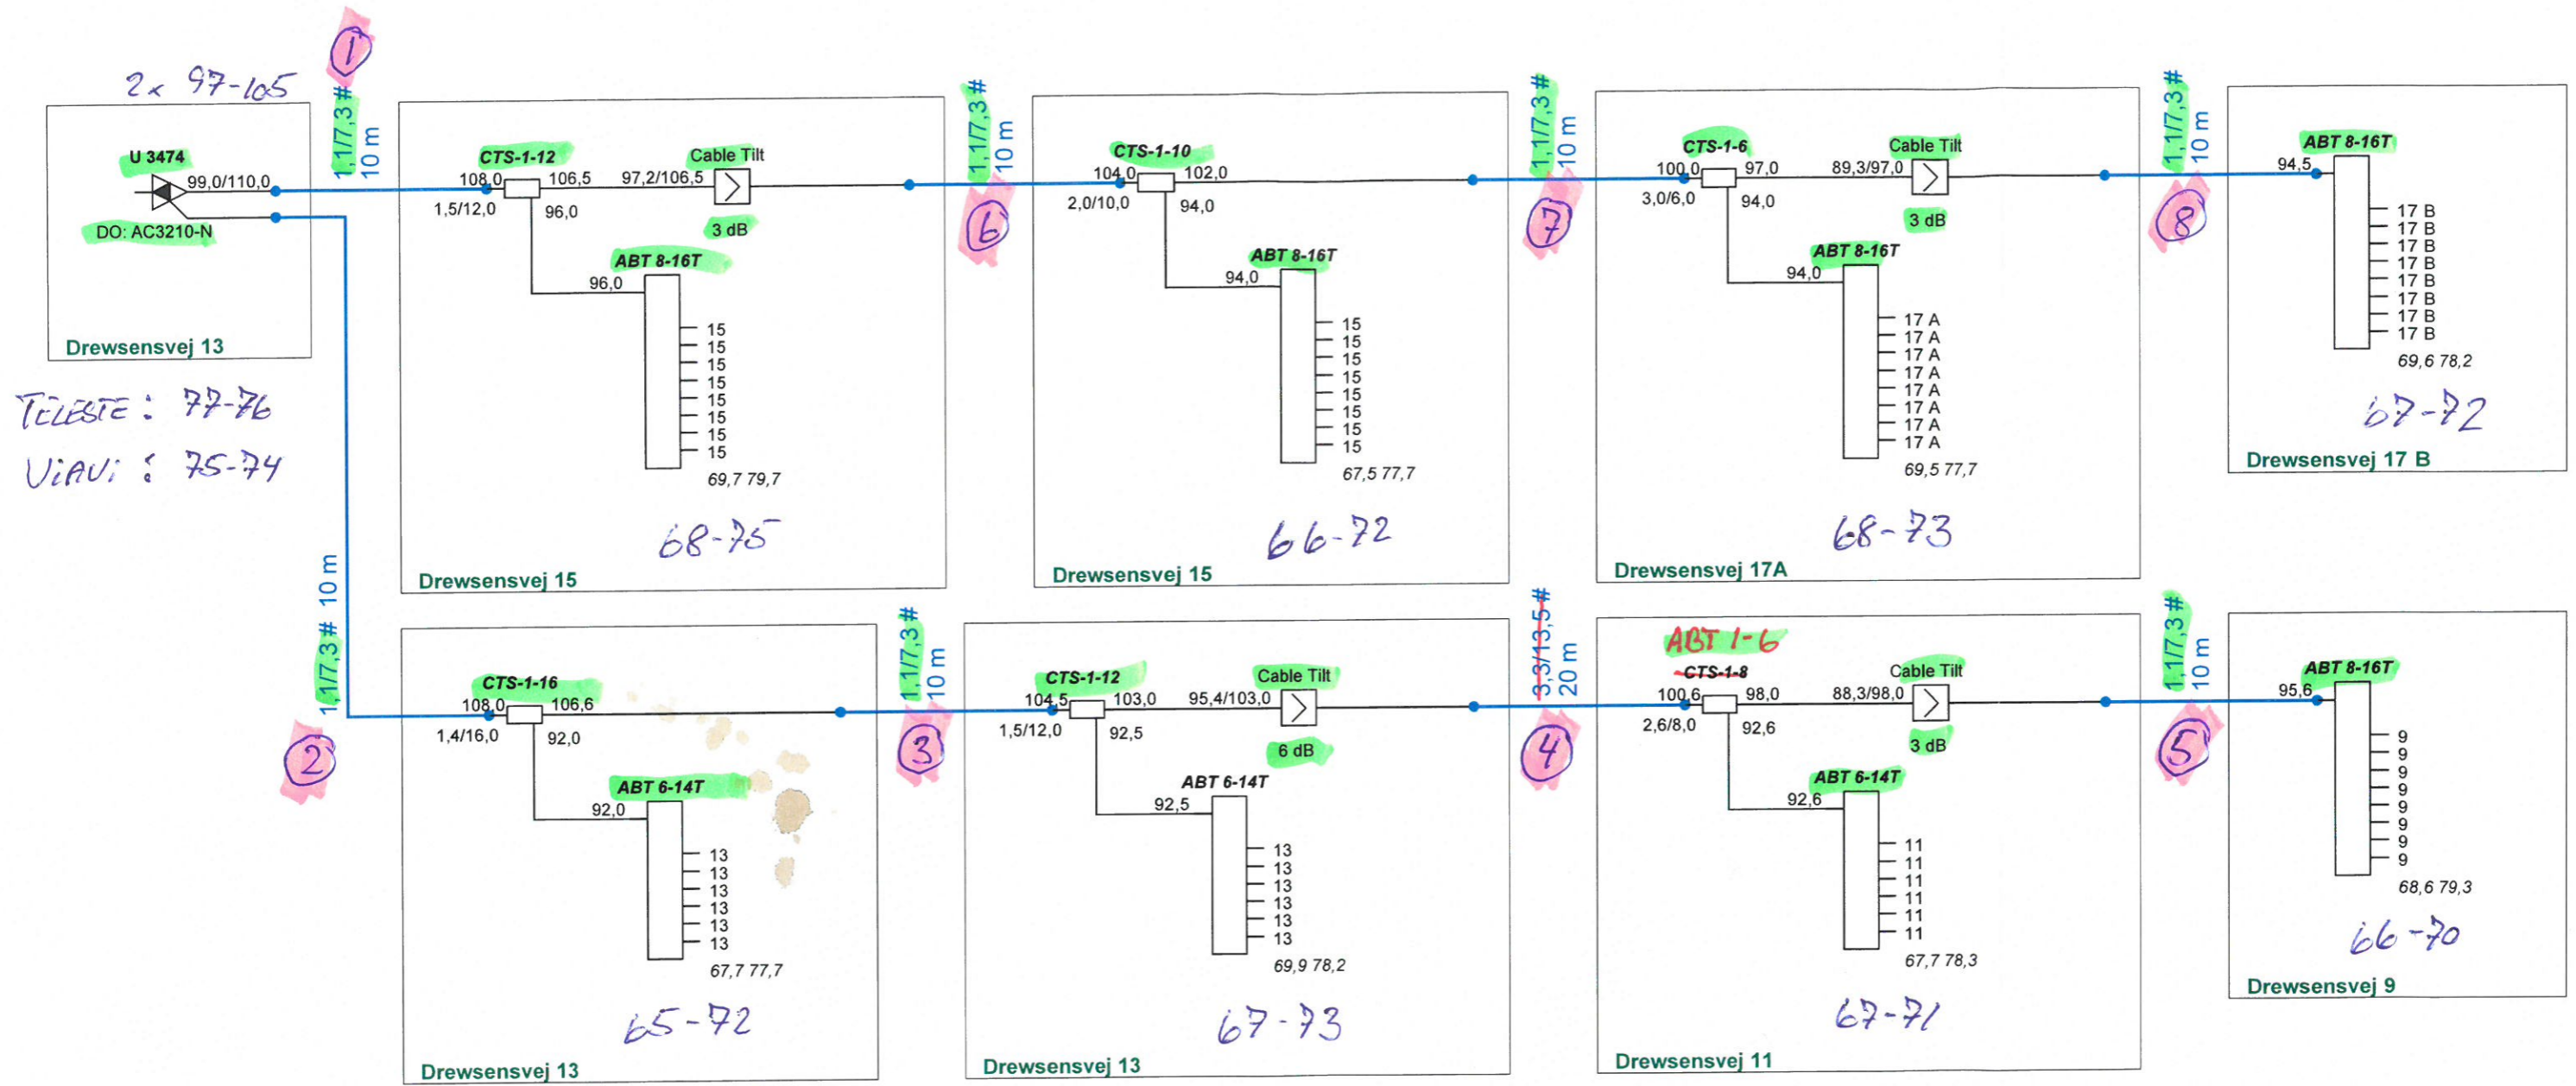 1
2x 97-105
1,1/7,3 #
10 m
U 3474
99,0/110,0
DO: AC3210-N
Drewsensvej 13
TELESTE : 77-76
ViAVi : 75-74
CTS-1-12
108,0
106,5
1,5/12,0
96,0
97,2/106,5
Cable Tilt
3 dB
ABT 8-16T
96,0
15
15
15
15
15
15
15
15
69,7 79,7
68-75
Drewsensvej 15
1,1/7,3 #
10 m
6
CTS-1-10
104,0
102,0
2,0/10,0
94,0
ABT 8-16T
94,0
15
15
15
15
15
15
15
15
67,5 77,7
66-72
Drewsensvej 15
1,1/7,3 #
10 m
7
CTS-1-6
100,0
97,0
3,0/6,0
94,0
89,3/97,0
Cable Tilt
3 dB
ABT 8-16T
94,0
17 A
17 A
17 A
17 A
17 A
17 A
17 A
17 A
69,5 77,7
68-73
Drewsensvej 17A
1,1/7,3 #
10 m
8
ABT 8-16T
94,5
17 B
17 B
17 B
17 B
17 B
17 B
17 B
17 B
69,6 78,2
67-72
Drewsensvej 17 B
1,1/7,3 # 10 m
2
CTS-1-16
108,0
106,6
1,4/16,0
92,0
ABT 6-14T
92,0
13
13
13
13
13
13
67,7 77,7
65-72
Drewsensvej 13
1,1/7,3 #
10 m
3
CTS-1-12
104,5
103,0
1,5/12,0
92,5
95,4/103,0
Cable Tilt
6 dB
ABT 6-14T
92,5
13
13
13
13
13
13
69,9 78,2
67-73
Drewsensvej 13
3,3/13,5 #
20 m
4
ABT 1-6
CTS-1-8
100,6
98,0
2,6/8,0
92,6
88,3/98,0
Cable Tilt
3 dB
ABT 6-14T
92,6
11
11
11
11
11
11
67,7 78,3
67-71
Drewsensvej 11
1,1/7,3 #
10 m
5
ABT 8-16T
95,6
9
9
9
9
9
9
9
9
68,6 79,3
66-70
Drewsensvej 9